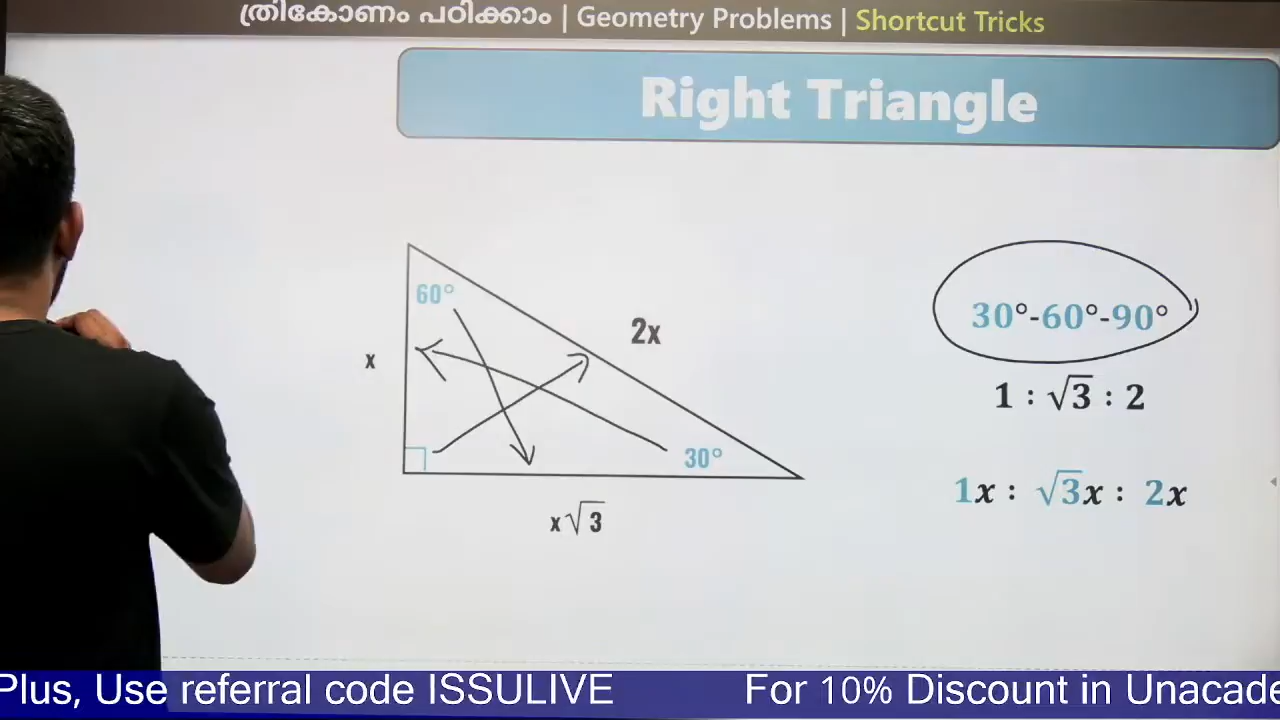 ത്രികോണം പഠിക്കാം | Geometry Problems | Shortcut Tricks
Right Triangle
60°
2x
x
30°
x√3
30°-60°-90°
1 : √3 : 2
1x : √3x : 2x
Plus, Use referral code ISSULIVE For 10% Discount in Unacade